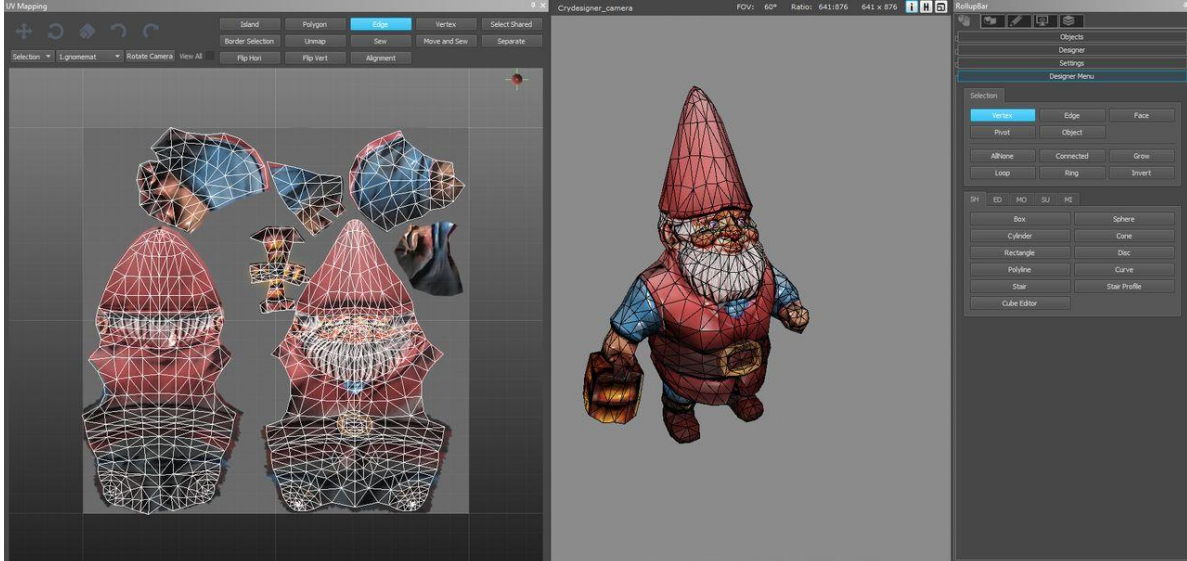 UV Mapping
Island Polygon Edge Vertex Select Shared
Border Selection Unmap Sew Move and Sew Separate
Selection 1.gnomemat Rotate Camera View All Flip Hori Flip Vert Alignment
Crydesigner_camera FOV: 60° Ratio: 641:876 641 x 876 i H
RollupBar
Objects
Designer
Settings
Designer Menu
Selection
Vertex Edge Face
Pivot Object
AllNone Connected Grow
Loop Ring Invert
SH ED MO SU MI
Box Sphere
Cylinder Cone
Rectangle Disc
Polyline Curve
Stair Stair Profile
Cube Editor